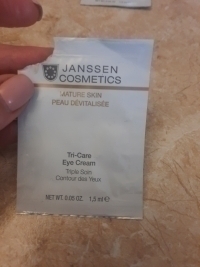 JANSSEN
COSMETICS
MATURE SKIN
PEAU DÉVITALISÉE
Tri-Care
Eye Cream
Triple Soin
Contour des Yeux
NET WT. 0.05 OZ. 1,5 ml ℮